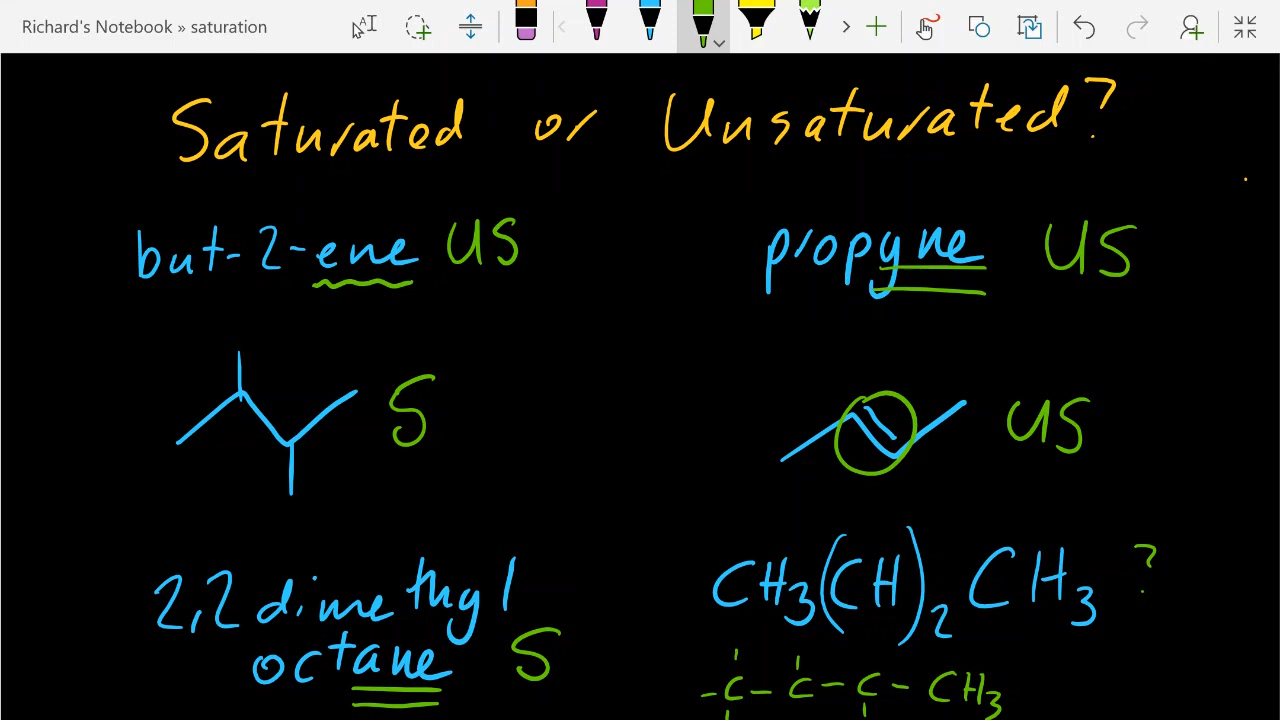 Richard's Notebook » saturation
Saturated or Unsaturated?
but-2-ene US
propyne US
S
US
2,2 dimethyl
octane S
CH3(CH)2CH3 ?
-C-C-C-CH3